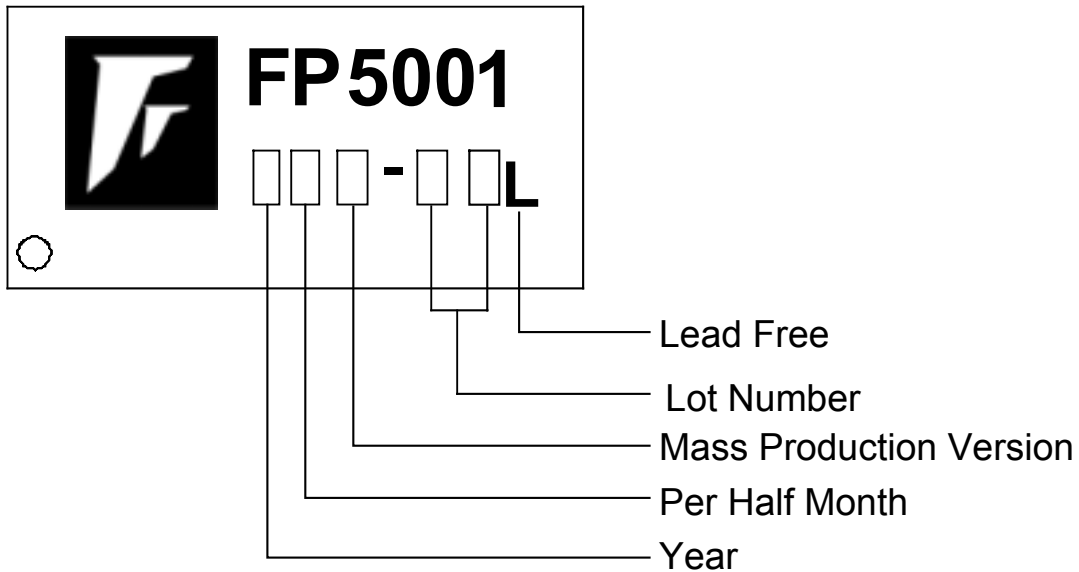 FP5001
- L
Lead Free
Lot Number
Mass Production Version
Per Half Month
Year